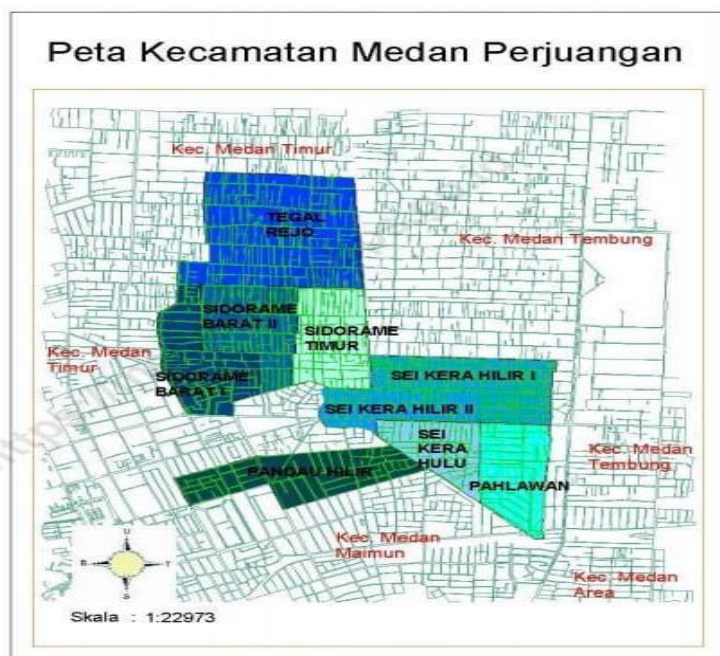 Peta Kecamatan Medan Perjuangan
Kec. Medan Timur
TEGAL
REJO
Kec. Medan Tembung
SIDORAME
BARAT II
SIDORAME
TIMUR
Kec. Medan
Timur
SIDORAME
BARAT I
SEI KERA HILIR I
SEI KERA HILIR II
SEI
KERA
HULU
Kec. Medan
Tembung
PANDAU HILIR
PAHLAWAN
Kec. Medan
Maimun
Kec. Medan
Area
U
B
T
S
Skala : 1:22973